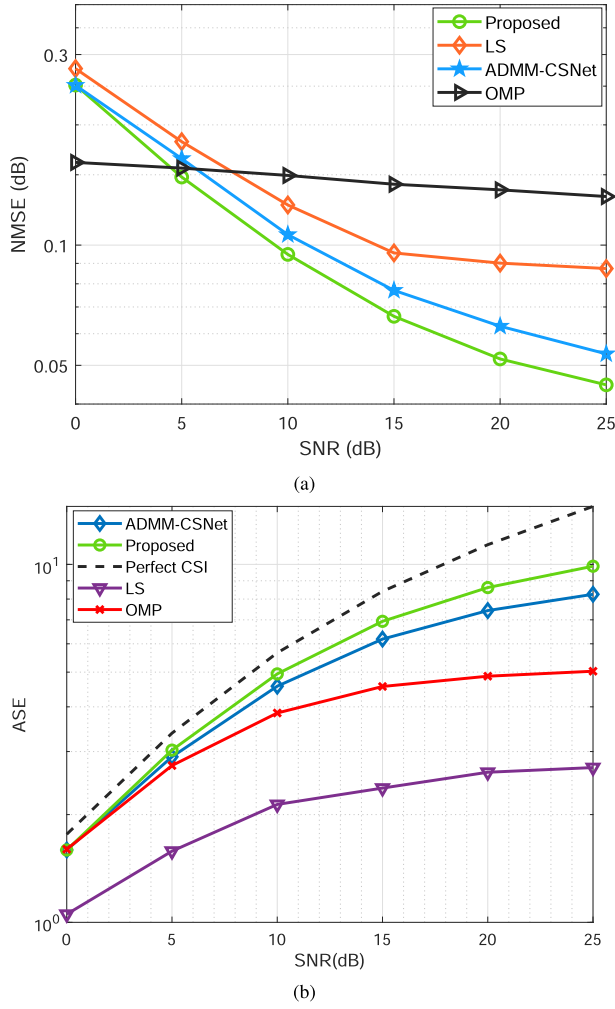 Proposed
LS
ADMM-CSNet
OMP
0.3
0.1
0.05
NMSE (dB)
0 5 10 15 20 25
SNR (dB)
(a)
ADMM-CSNet
Proposed
Perfect CSI
LS
OMP
10^1
10^0
ASE
0 5 10 15 20 25
SNR(dB)
(b)